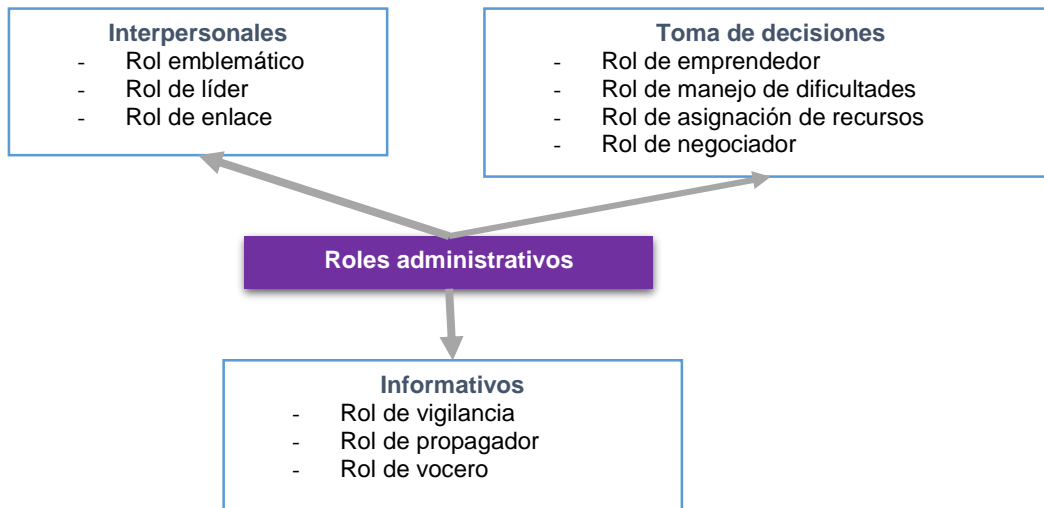 Interpersonales
- Rol emblemático
- Rol de líder
- Rol de enlace
Toma de decisiones
- Rol de emprendedor
- Rol de manejo de dificultades
- Rol de asignación de recursos
- Rol de negociador
Roles administrativos
Informativos
- Rol de vigilancia
- Rol de propagador
- Rol de vocero